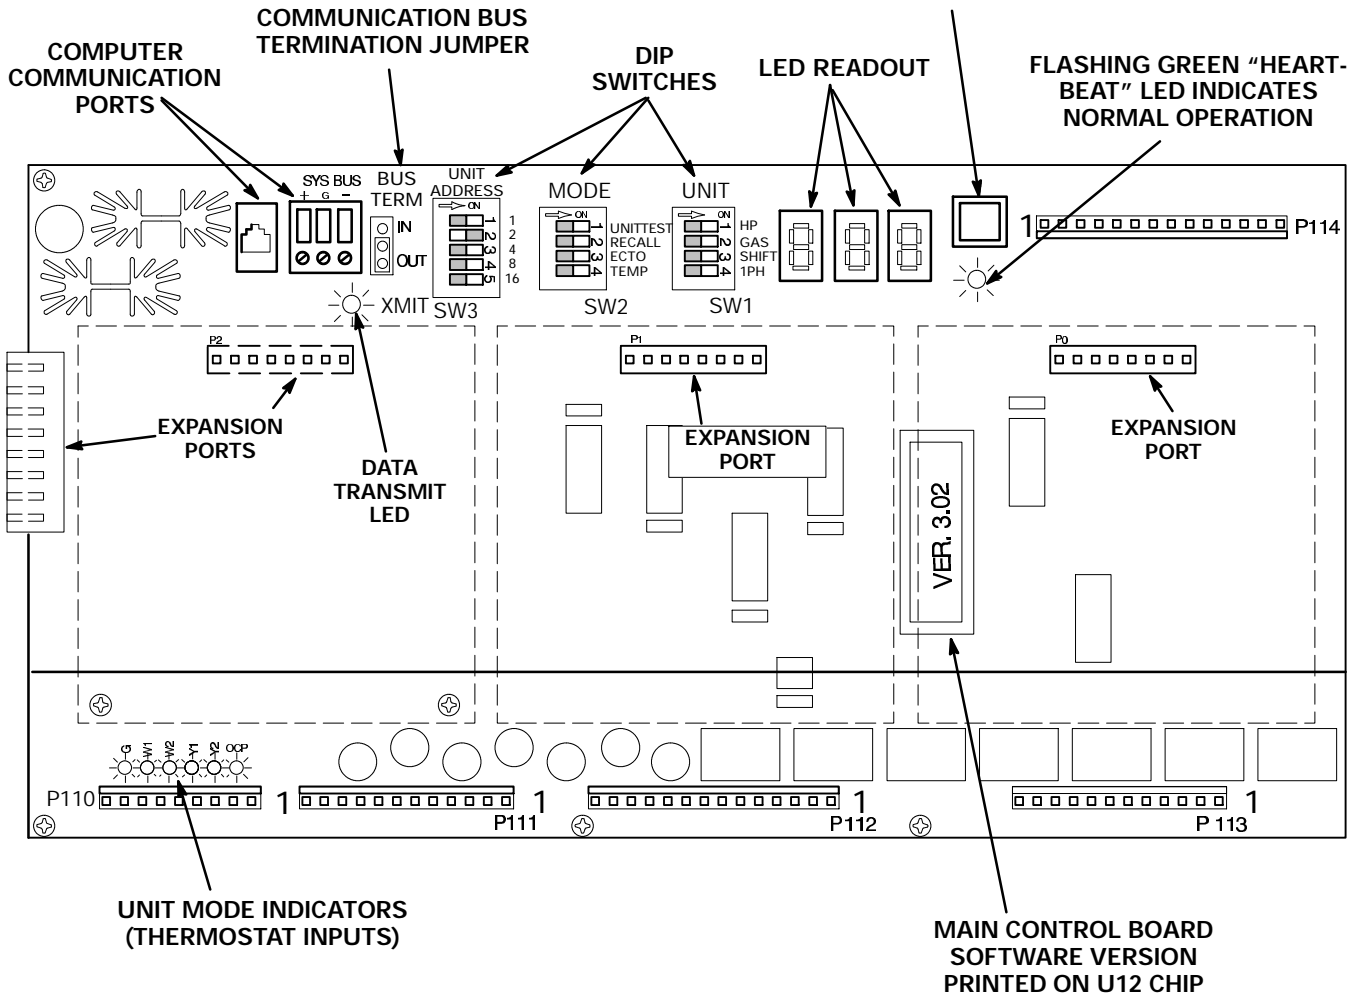 COMMUNICATION BUS
TERMINATION JUMPER
COMPUTER
COMMUNICATION
PORTS
DIP
SWITCHES
LED READOUT
FLASHING GREEN “HEART-
BEAT” LED INDICATES
NORMAL OPERATION
SYS BUS
+ G −
BUS
TERM
IN
OUT
UNIT
ADDRESS
ON
1 1
2 2
3 4
4 8
5 16
SW3
MODE
ON
1 UNITTEST
2 RECALL
3 ECTO
4 TEMP
SW2
UNIT
ON
1 HP
2 GAS
3 SHIFT
4 1PH
SW1
1
P114
XMIT
P2
P1
P0
EXPANSION
PORTS
DATA
TRANSMIT
LED
EXPANSION
PORT
EXPANSION
PORT
VER. 3.02
G W1 W2 Y1 Y2 OCP
P110
1
P111
1
P112
1
P 113
1
UNIT MODE INDICATORS
(THERMOSTAT INPUTS)
MAIN CONTROL BOARD
SOFTWARE VERSION
PRINTED ON U12 CHIP